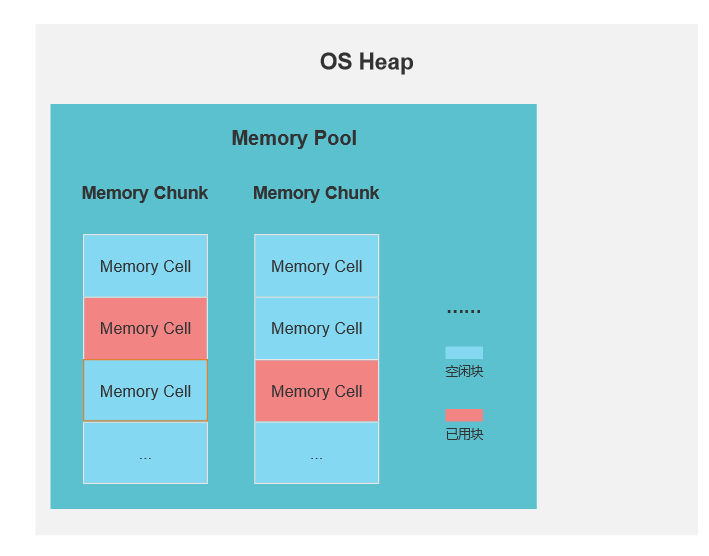 OS Heap
Memory Pool
Memory Chunk
Memory Chunk
Memory Cell
Memory Cell
Memory Cell
Memory Cell
……
Memory Cell
Memory Cell
空闲块
已用块
...
...